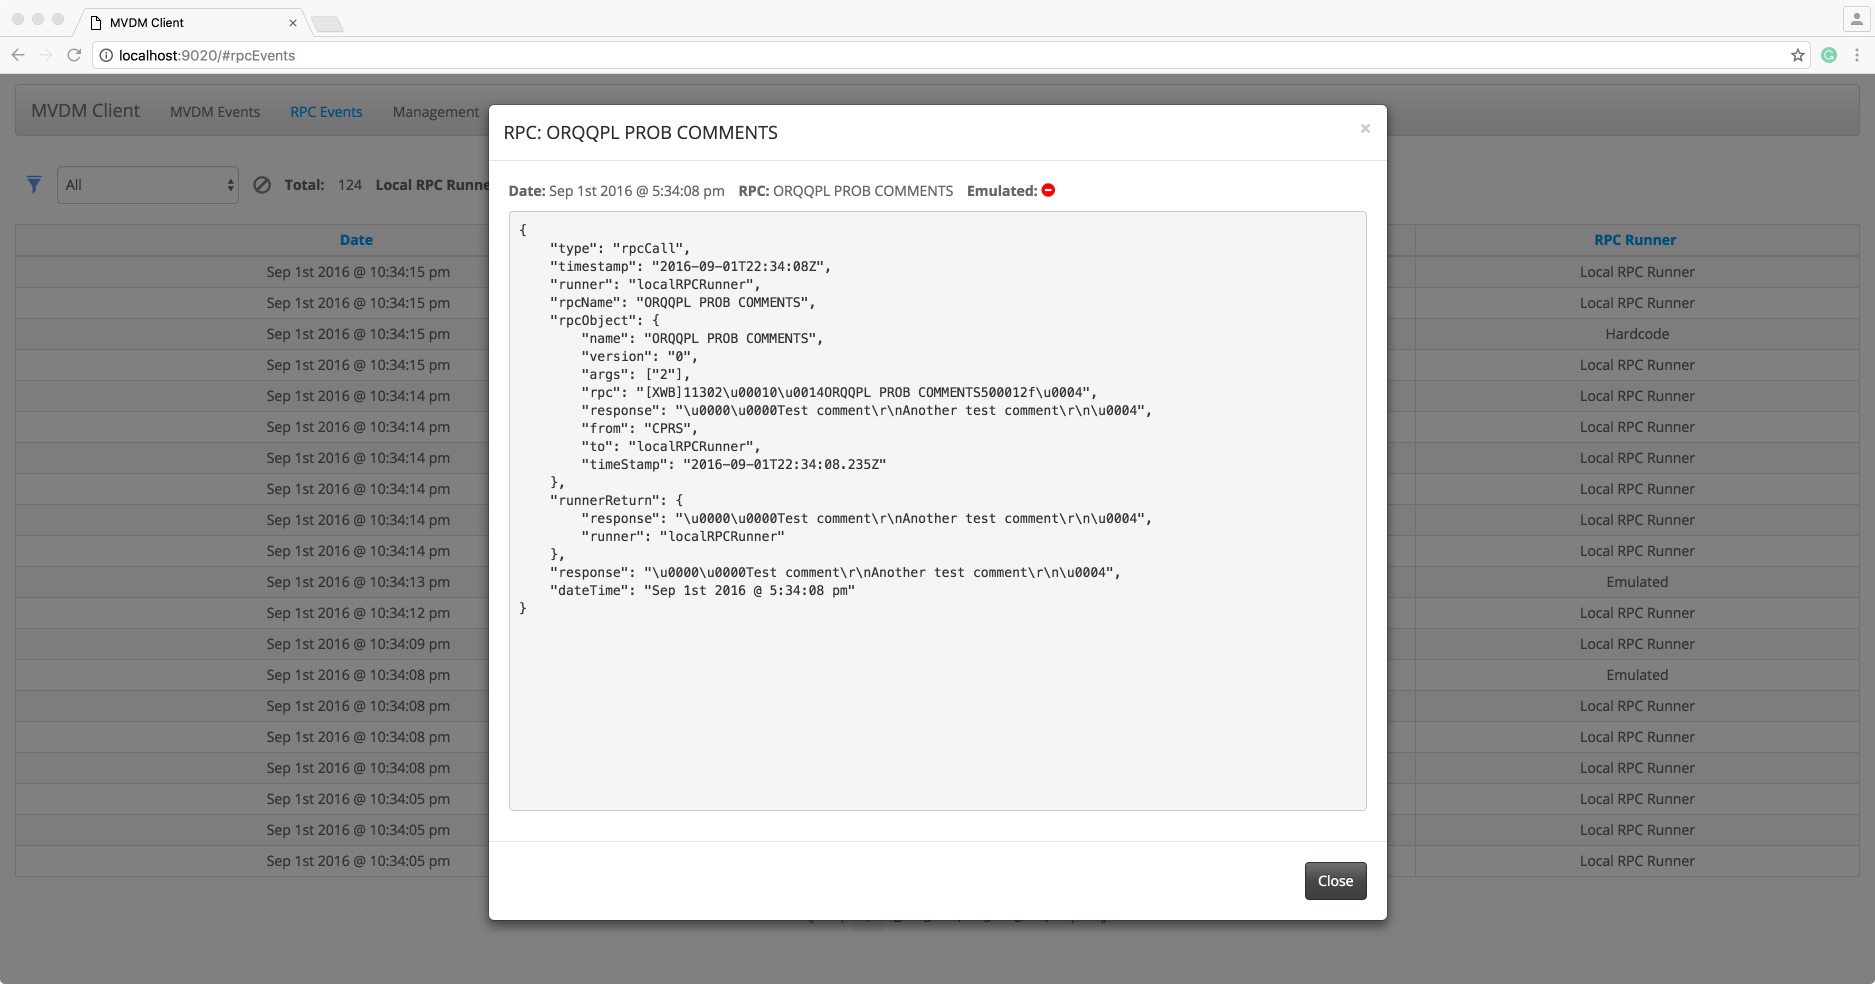 MVDM Client
localhost:9020/#rpcEvents
MVDM Client MVDM Events RPC Events Management
All Total: 124 Local RPC Runne
Date RPC Runner
Sep 1st 2016 @ 10:34:15 pm Local RPC Runner
Sep 1st 2016 @ 10:34:15 pm Local RPC Runner
Sep 1st 2016 @ 10:34:15 pm Hardcode
Sep 1st 2016 @ 10:34:15 pm Local RPC Runner
Sep 1st 2016 @ 10:34:14 pm Local RPC Runner
Sep 1st 2016 @ 10:34:14 pm Local RPC Runner
Sep 1st 2016 @ 10:34:14 pm Local RPC Runner
Sep 1st 2016 @ 10:34:14 pm Local RPC Runner
Sep 1st 2016 @ 10:34:14 pm Local RPC Runner
Sep 1st 2016 @ 10:34:14 pm Local RPC Runner
Sep 1st 2016 @ 10:34:13 pm Emulated
Sep 1st 2016 @ 10:34:12 pm Local RPC Runner
Sep 1st 2016 @ 10:34:09 pm Local RPC Runner
Sep 1st 2016 @ 10:34:08 pm Emulated
Sep 1st 2016 @ 10:34:08 pm Local RPC Runner
Sep 1st 2016 @ 10:34:08 pm Local RPC Runner
Sep 1st 2016 @ 10:34:08 pm Local RPC Runner
Sep 1st 2016 @ 10:34:05 pm Local RPC Runner
Sep 1st 2016 @ 10:34:05 pm Local RPC Runner
Sep 1st 2016 @ 10:34:05 pm Local RPC Runner
RPC: ORQQPL PROB COMMENTS ×
Date: Sep 1st 2016 @ 5:34:08 pm RPC: ORQQPL PROB COMMENTS Emulated:
{
    "type": "rpcCall",
    "timestamp": "2016-09-01T22:34:08Z",
    "runner": "localRPCRunner",
    "rpcName": "ORQQPL PROB COMMENTS",
    "rpcObject": {
        "name": "ORQQPL PROB COMMENTS",
        "version": "0",
        "args": ["2"],
        "rpc": "[XWB]11302\u00010\u0014ORQQPL PROB COMMENTS500012f\u0004",
        "response": "\u0000\u0000Test comment\r\nAnother test comment\r\n\u0004",
        "from": "CPRS",
        "to": "localRPCRunner",
        "timeStamp": "2016-09-01T22:34:08.235Z"
    },
    "runnerReturn": {
        "response": "\u0000\u0000Test comment\r\nAnother test comment\r\n\u0004",
        "runner": "localRPCRunner"
    },
    "response": "\u0000\u0000Test comment\r\nAnother test comment\r\n\u0004",
    "dateTime": "Sep 1st 2016 @ 5:34:08 pm"
}
Close